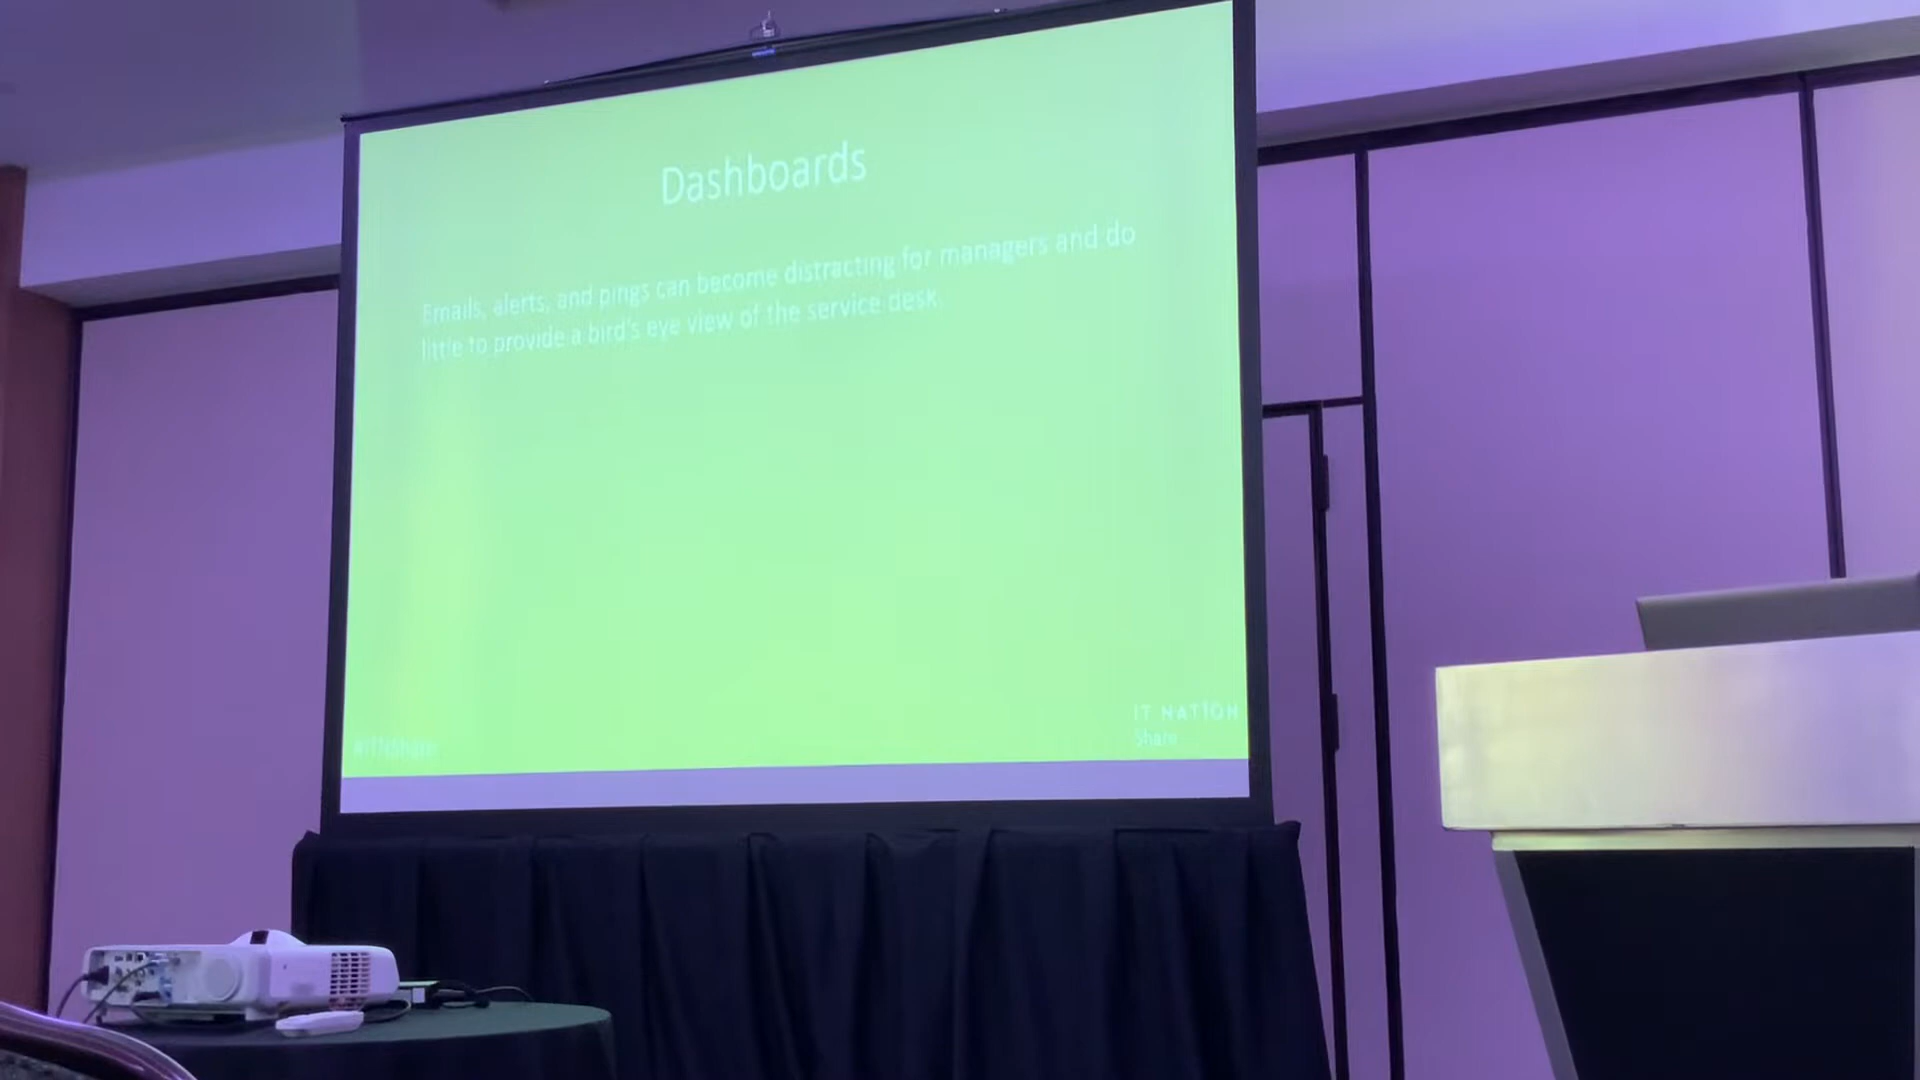 Dashboards
Emails, alerts, and pings can become distracting for managers and do
little to provide a bird's eye view of the service desk
IT NATION
Share